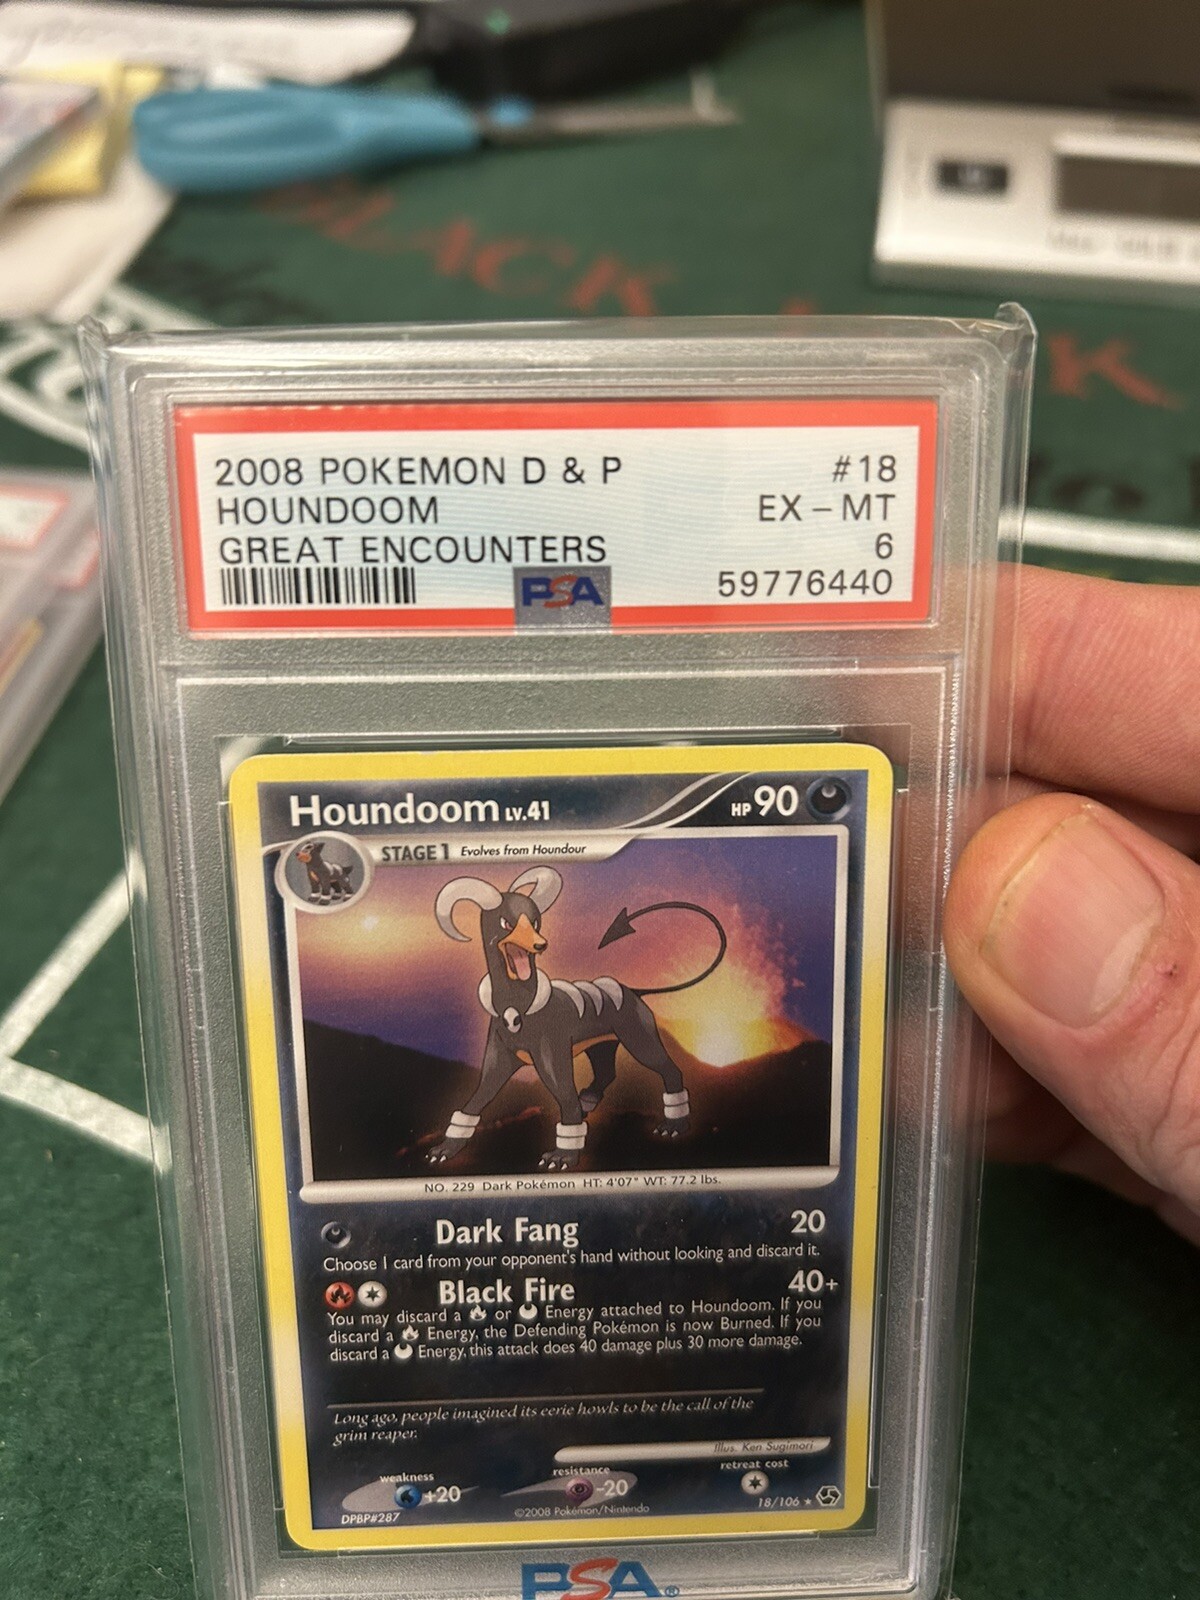 BLACK
2008 POKEMON D & P #18
HOUNDOOM EX - MT
GREAT ENCOUNTERS 6
PSA 59776440
Houndoom LV.41 HP 90
STAGE 1 Evolves from Houndour
NO. 229 Dark Pokémon HT: 4'07" WT: 77.2 lbs.
Dark Fang 20
Choose 1 card from your opponent's hand without looking and discard it.
Black Fire 40+
You may discard a or Energy attached to Houndoom. If you
discard a Energy, the Defending Pokémon is now Burned. If you
discard a Energy, this attack does 40 damage plus 30 more damage.
Long ago, people imagined its eerie howls to be the call of the
grim reaper.
Illus. Ken Sugimori
weakness resistance retreat cost
+20 -20
DPBP#287 ©2008 Pokémon/Nintendo 18/106
PSA®